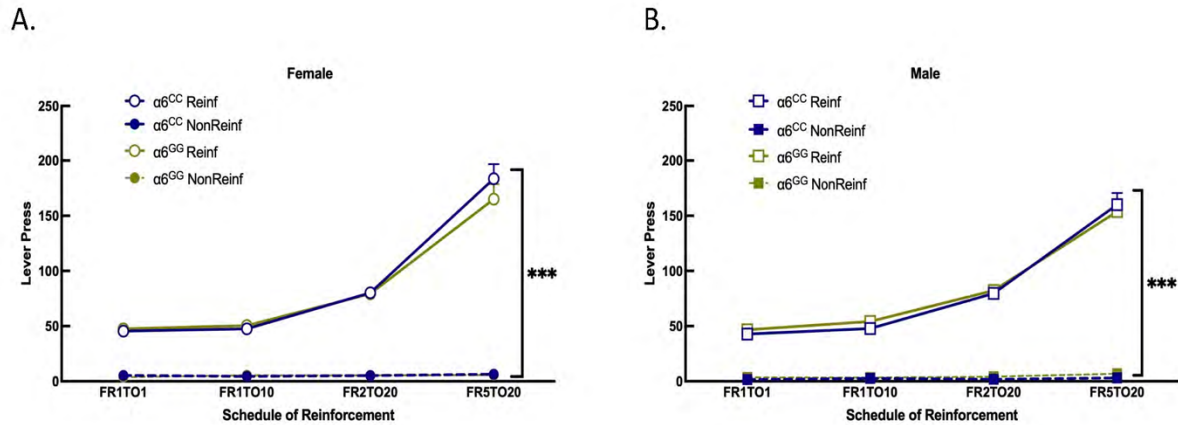 A.
Female
α6CC Reinf
α6CC NonReinf
α6GG Reinf
α6GG NonReinf
250
200
150
100
50
0
Lever Press
***
FR1TO1 FR1TO10 FR2TO20 FR5TO20
Schedule of Reinforcement
B.
Male
α6CC Reinf
α6CC NonReinf
α6GG Reinf
α6GG NonReinf
250
200
150
100
50
0
Lever Press
***
FR1TO1 FR1TO10 FR2TO20 FR5TO20
Schedule of Reinforcement